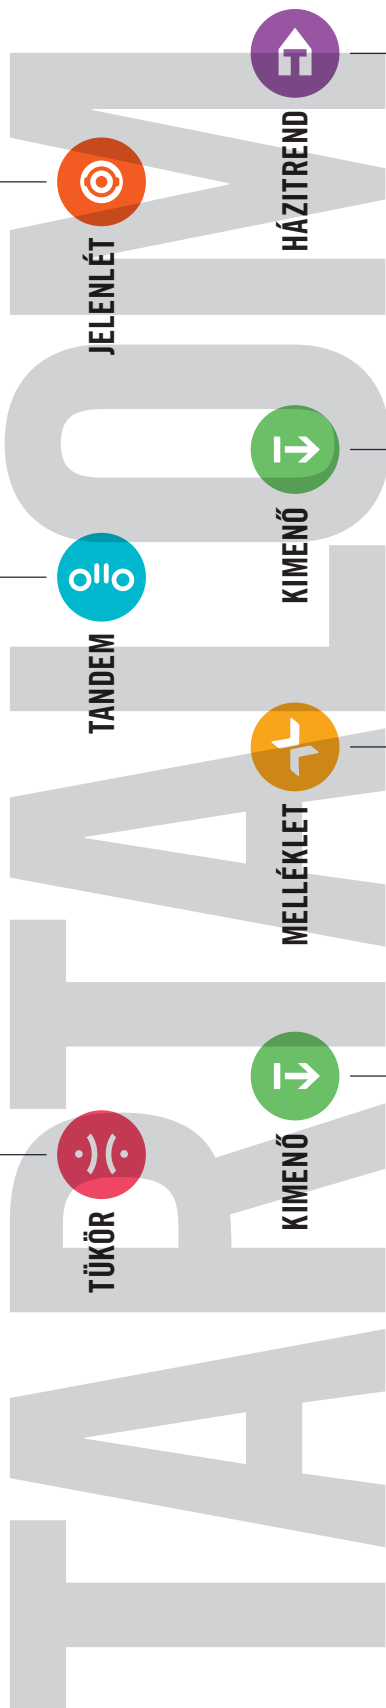 TARTALOM
TÜKÖR
TANDEM
JELENLÉT
KIMENŐ
MELLÉKLET
KIMENŐ
HÁZITREND